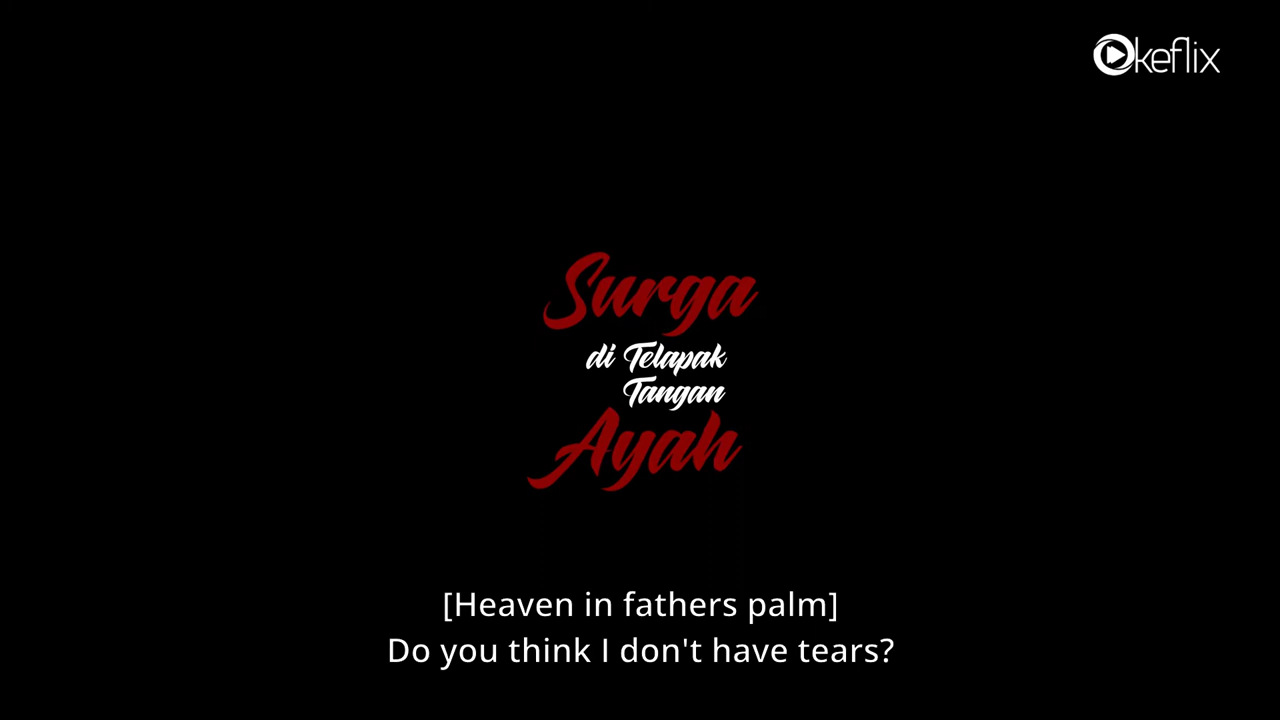 Okeflix
Surga
di Telapak
Tangan
Ayah
[Heaven in fathers palm]
Do you think I don't have tears?